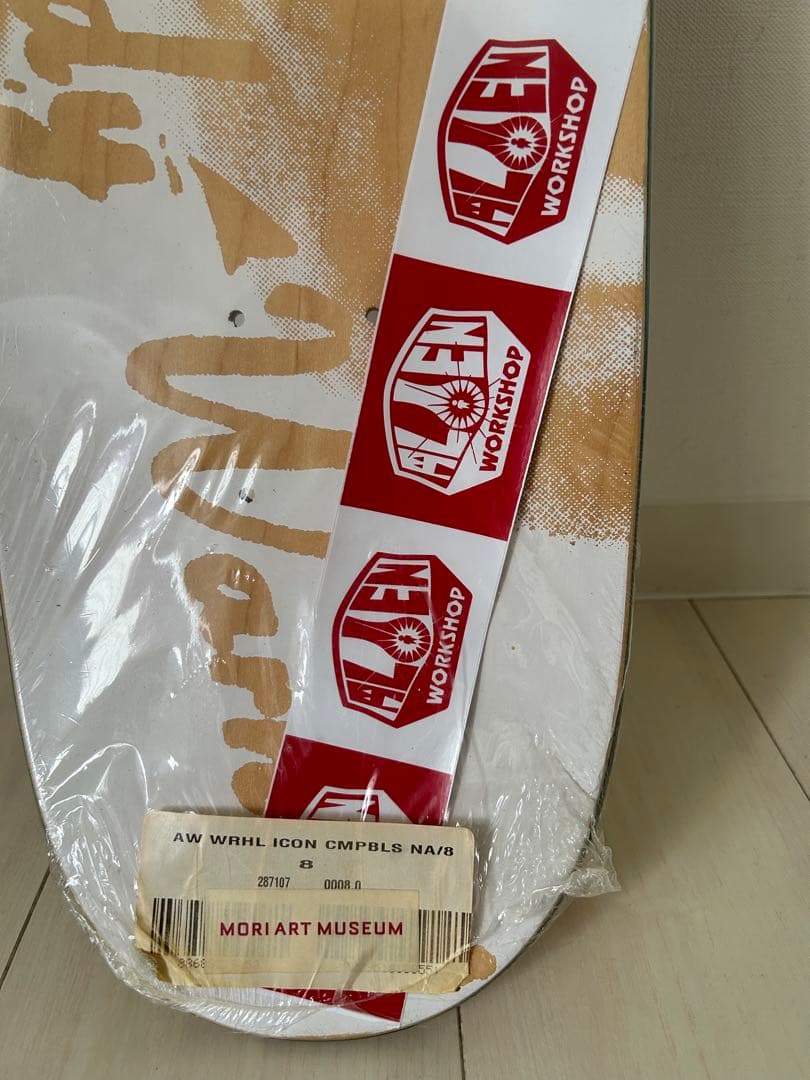 ALIEN
WORKSHOP
ALIEN
WORKSHOP
ALIEN
WORKSHOP
AW WRHL ICON CMPBLS NA/8
8
287107 0008.0
MORI ART MUSEUM